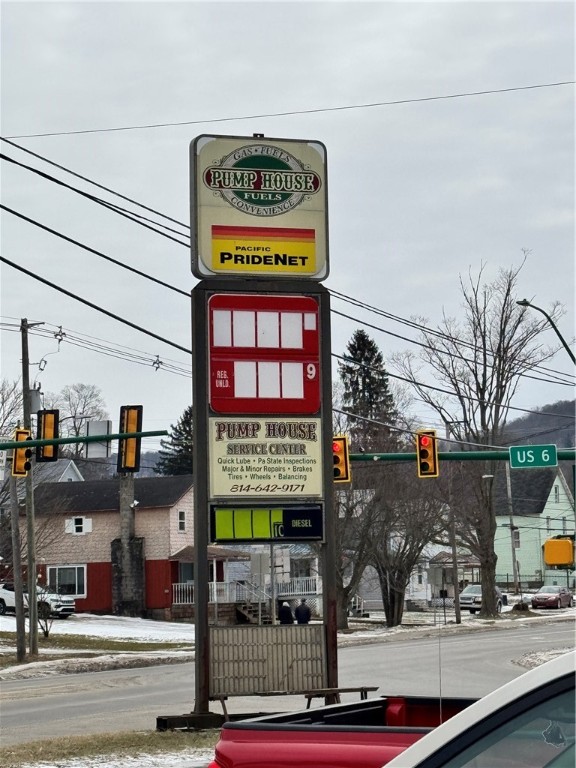 GAS • FUELS
PUMP HOUSE
FUELS
CONVENIENCE
PACIFIC
PRIDENET
REG.
UNLD.
9
PUMP HOUSE
SERVICE CENTER
Quick Lube • Pa State Inspections
Major & Minor Repairs • Brakes
Tires • Wheels • Balancing
814-642-9171
DIESEL
US 6